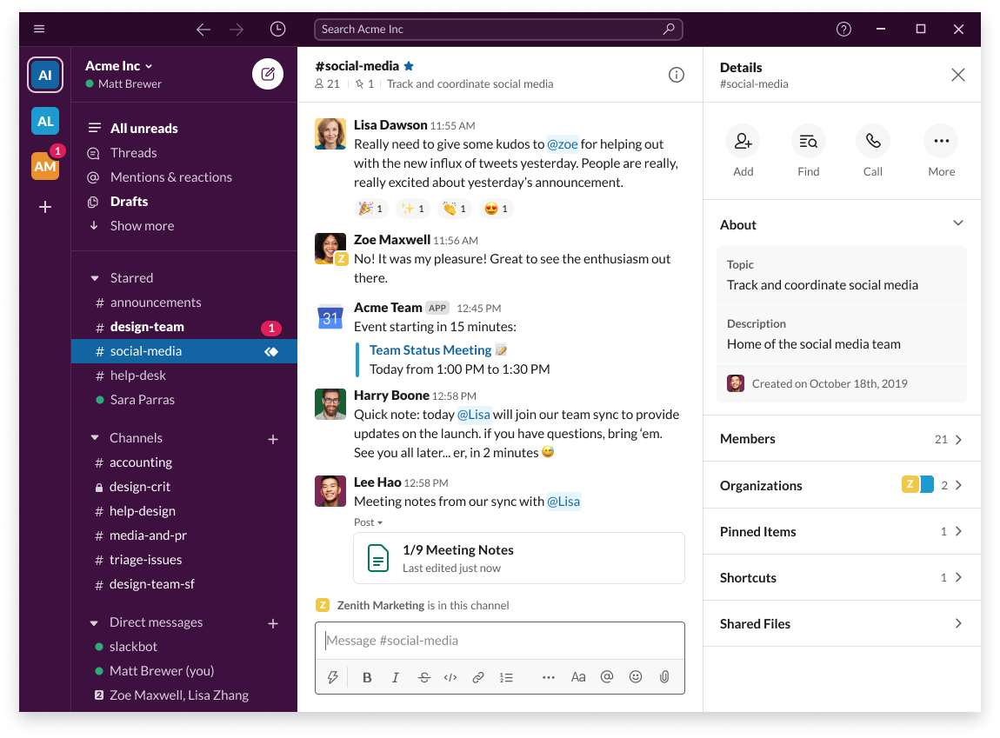 Search Acme Inc
AI
AL
AM
1
Acme Inc
Matt Brewer
All unreads
Threads
Mentions & reactions
Drafts
Show more
Starred
# announcements
# design-team 1
# social-media
# help-desk
Sara Parras
Channels
# accounting
design-crit
# help-design
# media-and-pr
# triage-issues
# design-team-sf
Direct messages
slackbot
Matt Brewer (you)
2 Zoe Maxwell, Lisa Zhang
#social-media
21 | 1 | Track and coordinate social media
Lisa Dawson 11:55 AM
Really need to give some kudos to @zoe for helping out
with the new influx of tweets yesterday. People are really,
really excited about yesterday’s announcement.
🎉 1 ✨ 1 👏 1 😍 1
Z
Zoe Maxwell 11:56 AM
No! It was my pleasure! Great to see the enthusiasm out
there.
31
Acme Team APP 12:45 PM
Event starting in 15 minutes:
Team Status Meeting 📝
Today from 1:00 PM to 1:30 PM
Harry Boone 12:58 PM
Quick note: today @Lisa will join our team sync to provide
updates on the launch. if you have questions, bring ‘em.
See you all later... er, in 2 minutes 😅
Lee Hao 12:58 PM
Meeting notes from our sync with @Lisa
Post
1/9 Meeting Notes
Last edited just now
Z Zenith Marketing is in this channel
Message #social-media
B I S </> Aa @
Details
#social-media
Add Find Call More
About
Topic
Track and coordinate social media
Description
Home of the social media team
Created on October 18th, 2019
Members 21
Organizations Z 2
Pinned Items 1
Shortcuts 1
Shared Files